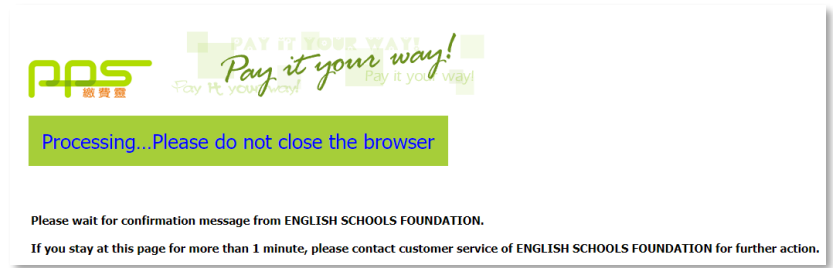 PAY IT YOUR WAY!
Pay it your way!
Pay it your way!
Pay it your way!
pps
繳費靈
Processing...Please do not close the browser
Please wait for confirmation message from ENGLISH SCHOOLS FOUNDATION.
If you stay at this page for more than 1 minute, please contact customer service of ENGLISH SCHOOLS FOUNDATION for further action.